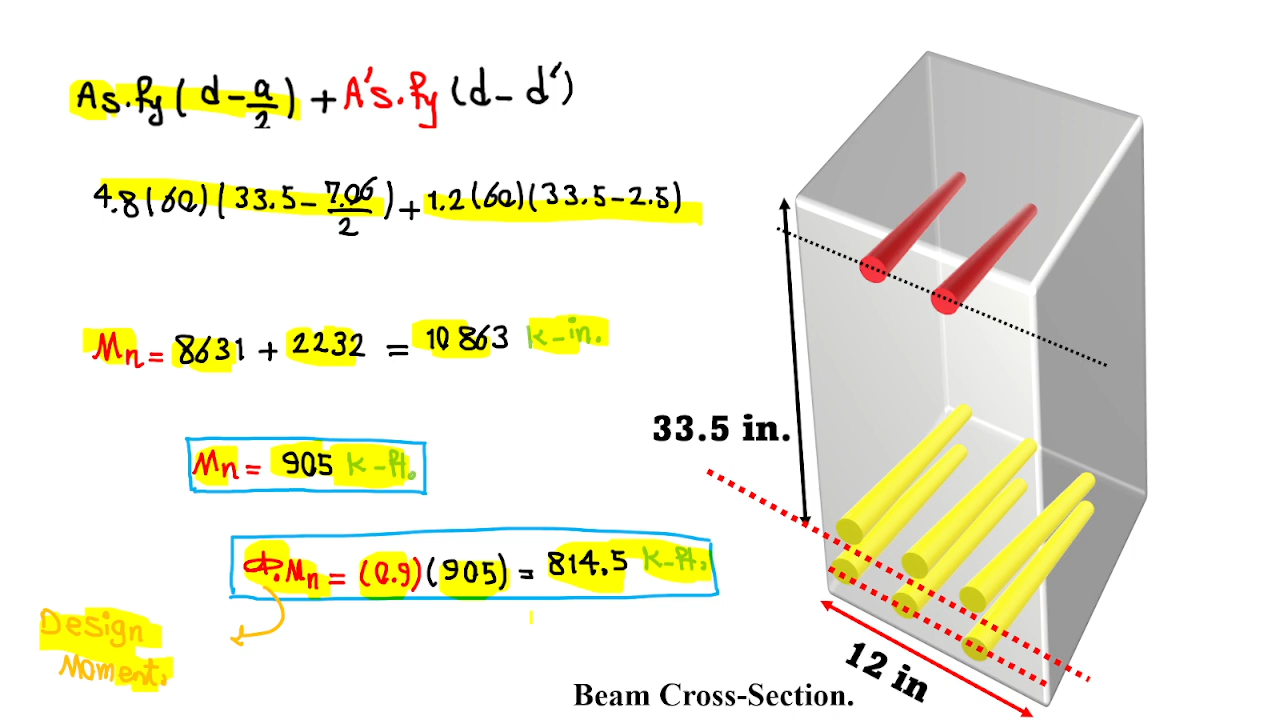 As.fy(d-a/2)+A's.fy(d-d')
4.8(60)(33.5-7.06/2)+1.2(60)(33.5-2.5)
Mn=8631+2232=10863 k-in.
33.5 in.
Mn=905 k-ft.
Φ.Mn=(0.9)(905)=814.5 k-ft.
Design
Moment.
12 in
Beam Cross-Section.